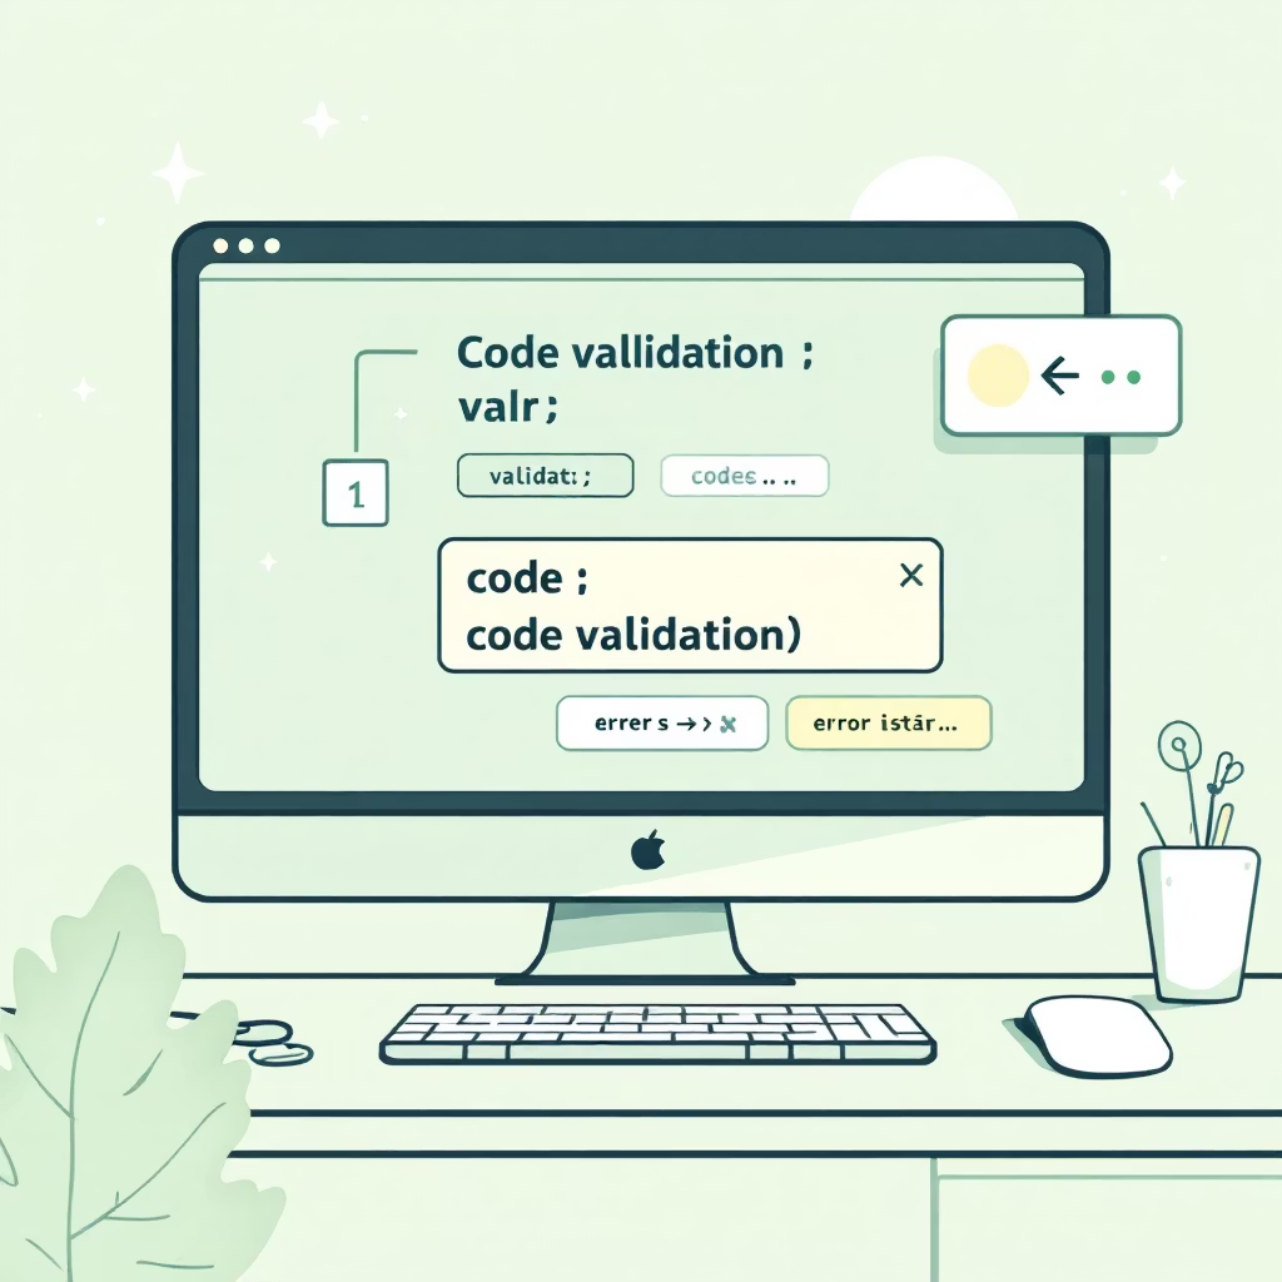 Code vallidation ;
valr ;
1
validat: ;
codes .. ..
code ;
code validation)
errer s → › x
error istár...